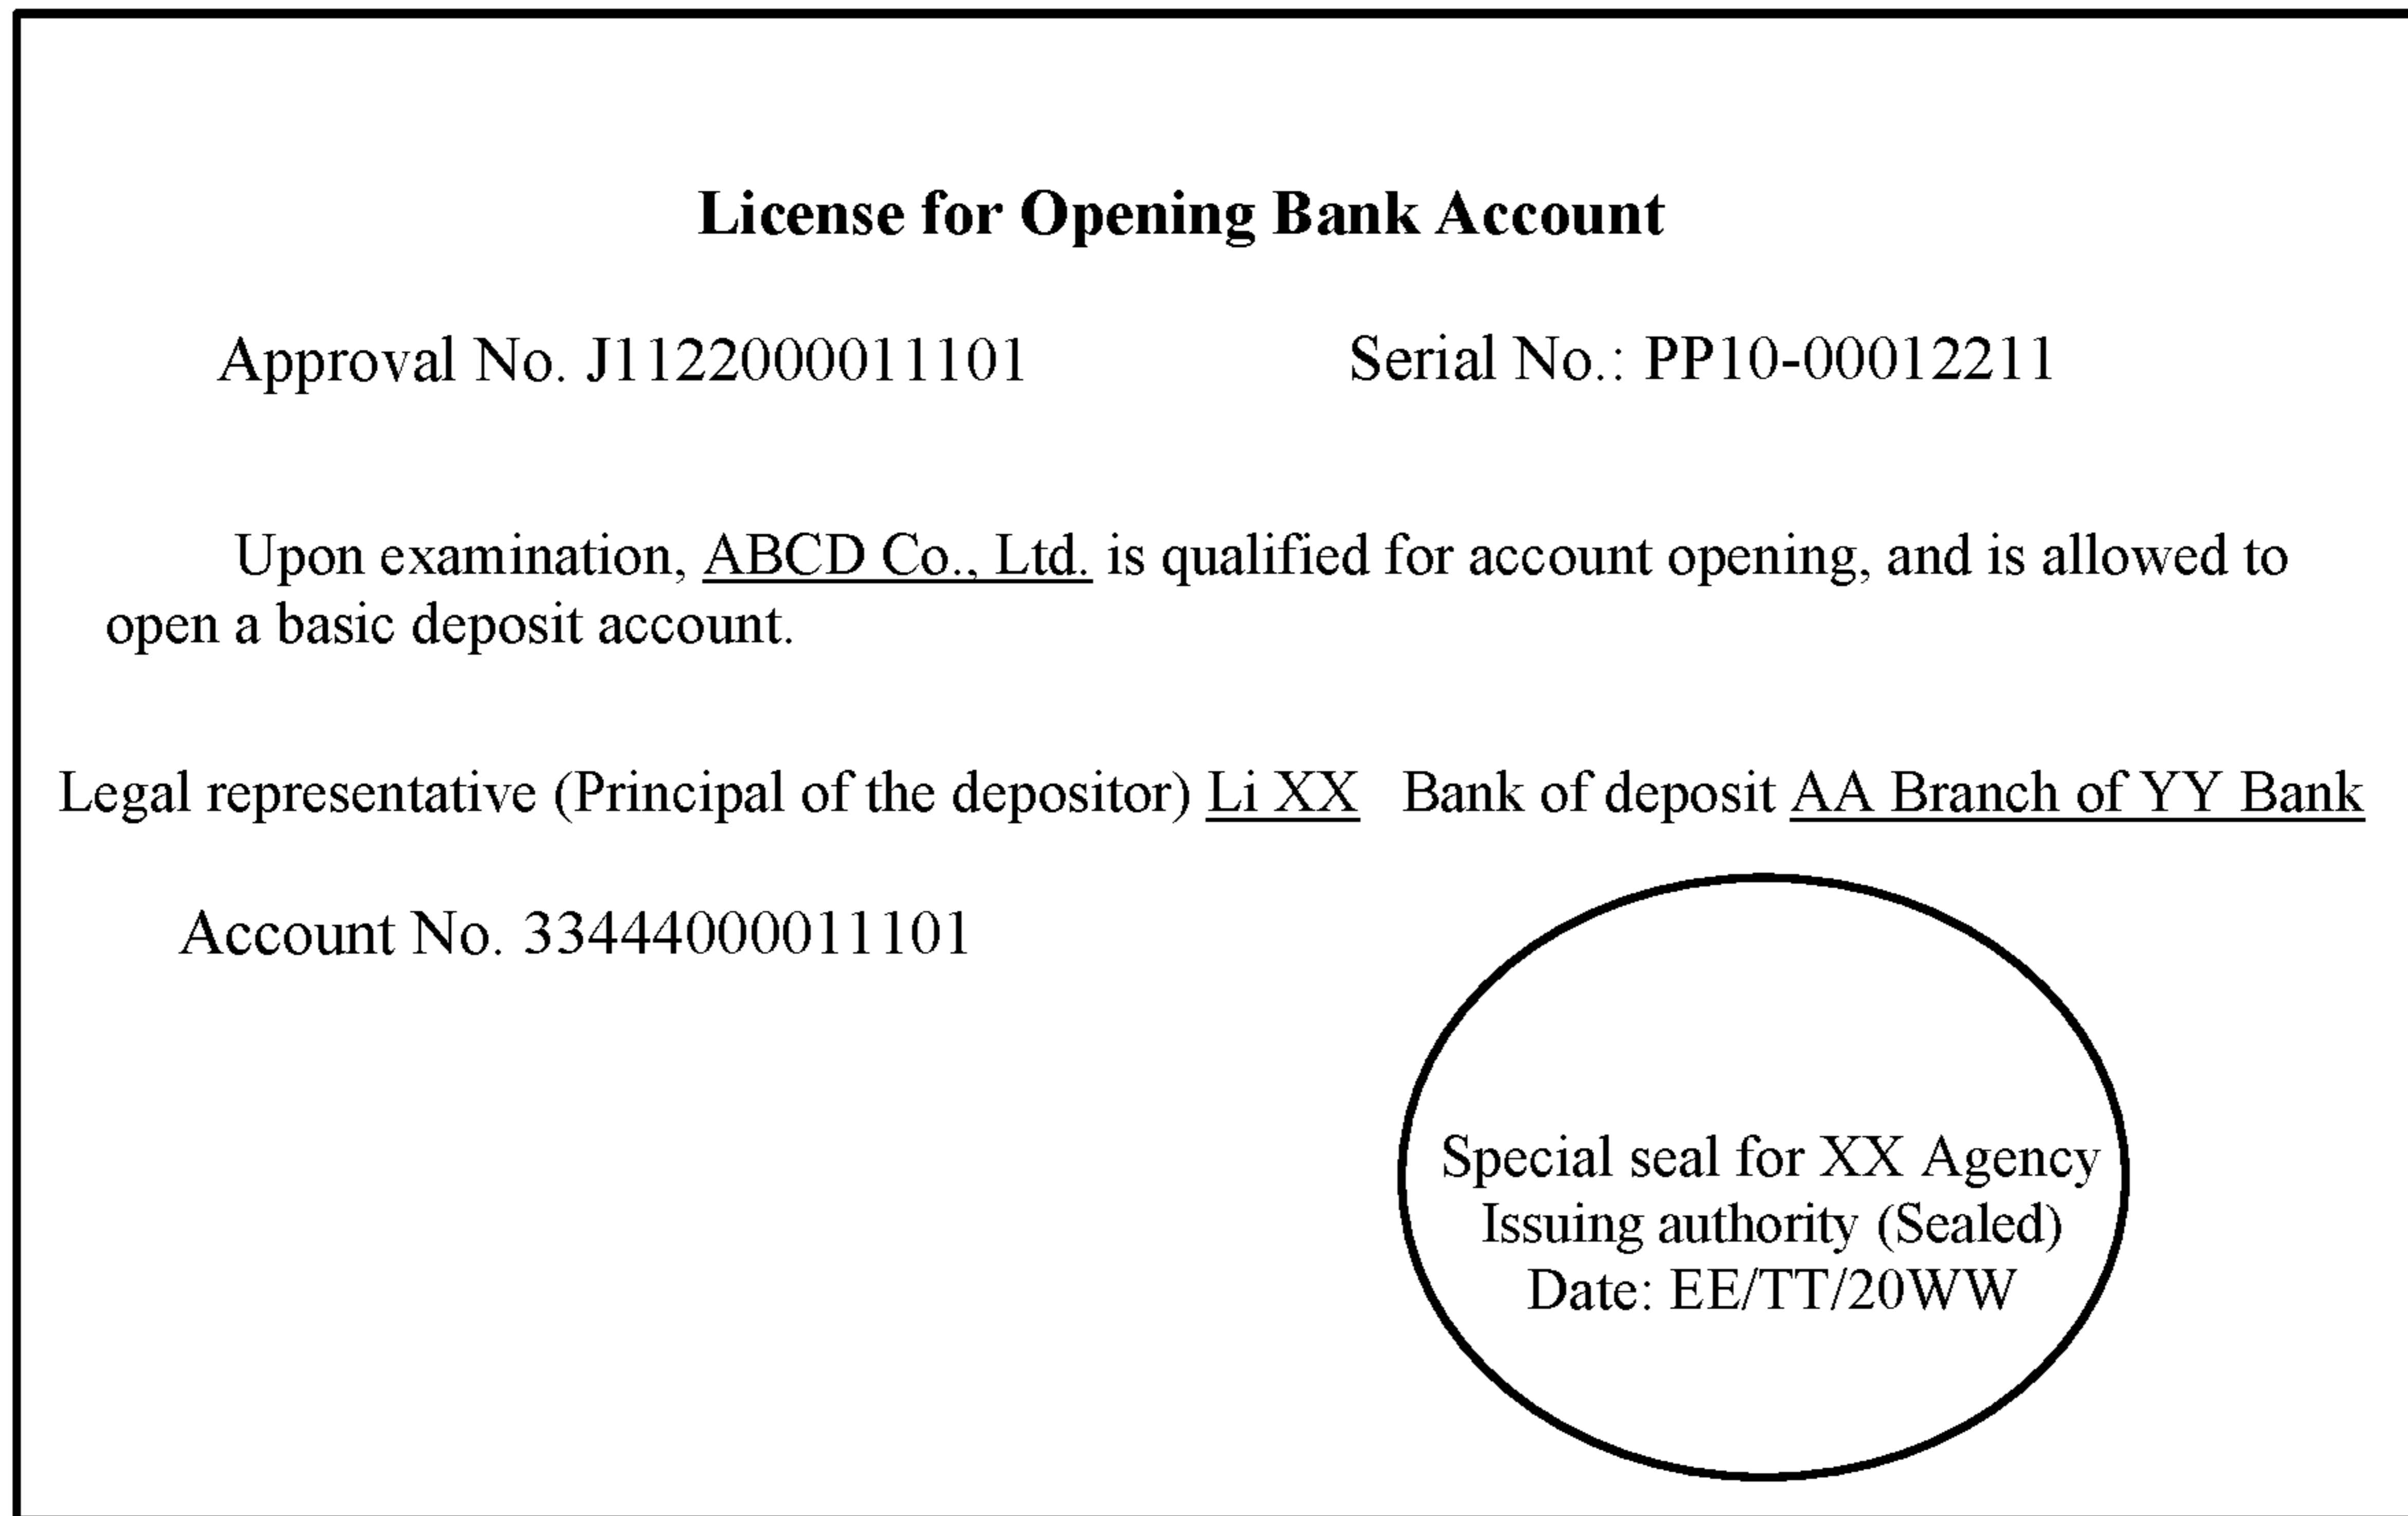 License for Opening Bank Account
Approval No. J1122000011101 Serial No.: PP10-00012211
Upon examination, ABCD Co., Ltd. is qualified for account opening, and is allowed to
open a basic deposit account.
Legal representative (Principal of the depositor) Li XX Bank of deposit AA Branch of YY Bank
Account No. 33444000011101
Special seal for XX Agency
Issuing authority (Sealed)
Date: EE/TT/20WW